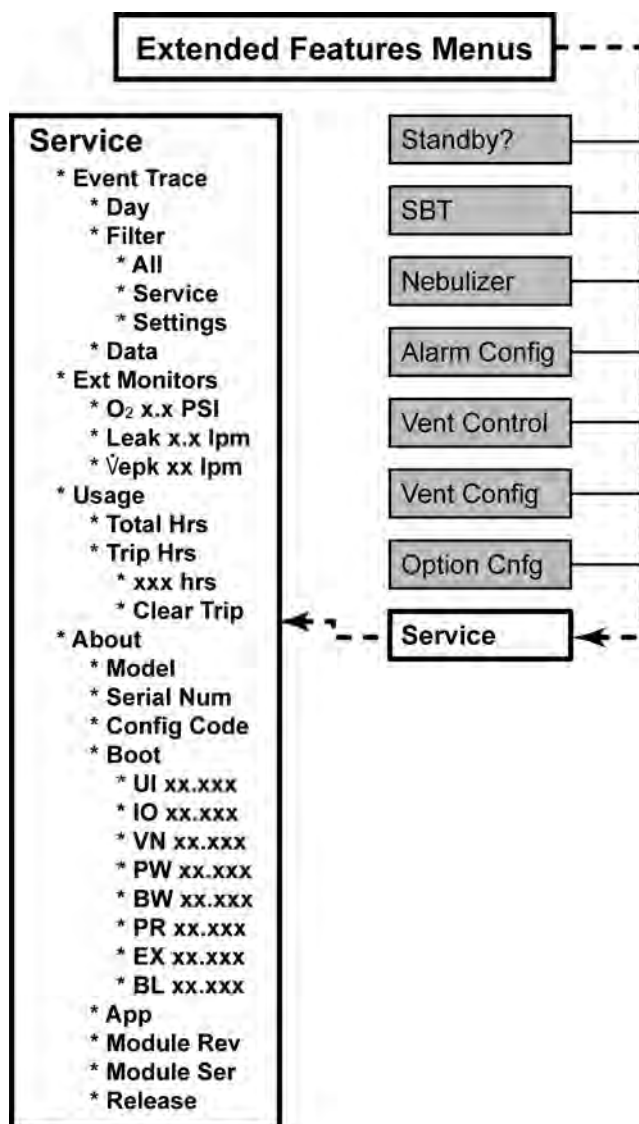 Extended Features Menus
Service
* Event Trace
* Day
* Filter
* All
* Service
* Settings
* Data
* Ext Monitors
* O₂ x.x PSI
* Leak x.x lpm
* V̇epk xx lpm
* Usage
* Total Hrs
* Trip Hrs
* xxx hrs
* Clear Trip
* About
* Model
* Serial Num
* Config Code
* Boot
* UI xx.xxx
* IO xx.xxx
* VN xx.xxx
* PW xx.xxx
* BW xx.xxx
* PR xx.xxx
* EX xx.xxx
* BL xx.xxx
* App
* Module Rev
* Module Ser
* Release
Standby?
SBT
Nebulizer
Alarm Config
Vent Control
Vent Config
Option Cnfg
Service